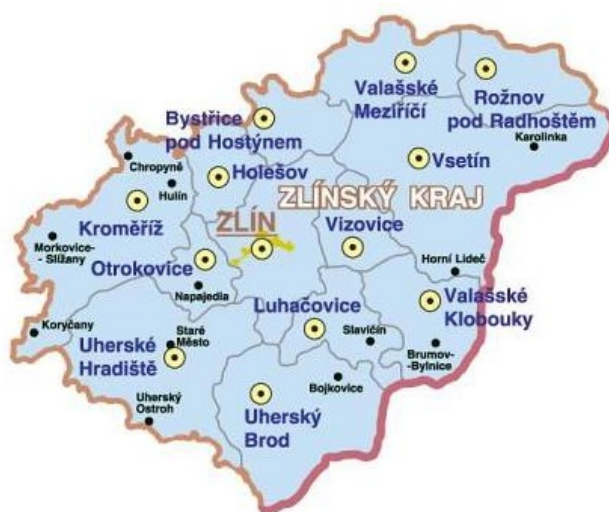 Valašské
Meziříčí
Rožnov
pod Radhoštěm
Karolinka
Bystřice
pod Hostýnem
Chropyně
Holešov
Hulín
Vsetín
ZLÍNSKÝ KRAJ
Kroměříž
ZLÍN
Vizovice
Morkovice-
-Slížany
Otrokovice
Napajedla
Horní Lideč
Luhačovice
Valašské
Klobouky
Koryčany
Staré
Město
Slavičín
Uherské
Hradiště
Brumov-
-Bylnice
Bojkovice
Uherský
Ostroh
Uherský
Brod